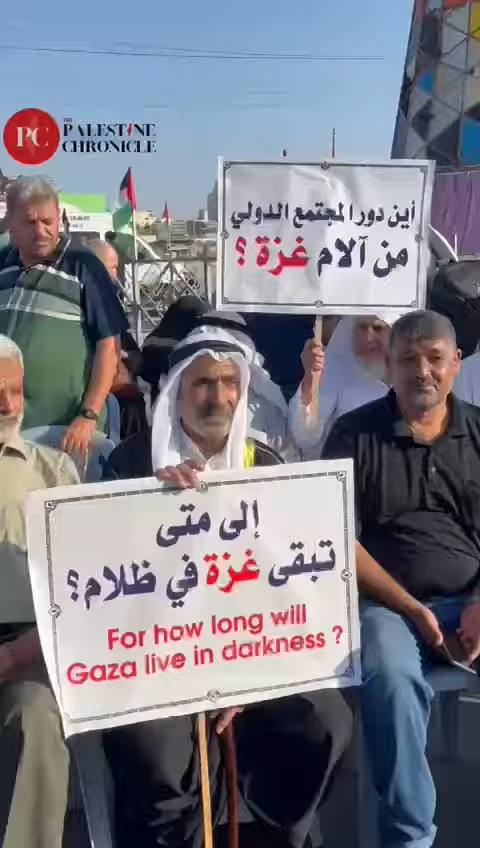 PC
THE
PALESTINE
CHRONICLE
أين دور المجتمع الدولي
من آلام غزة ؟
إلى متى
تبقى غزة في ظلام؟
For how long will
Gaza live in darkness ?